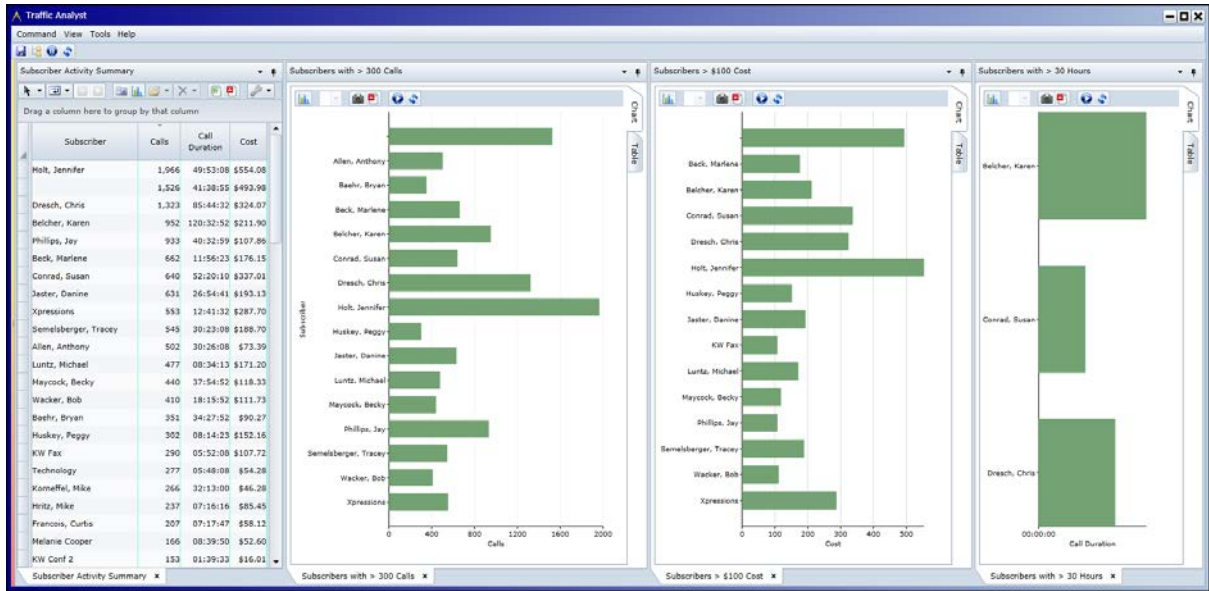 Traffic Analyst
Command View Tools Help
Subscriber Activity Summary
Drag a column here to group by that column
Subscriber Calls Call Duration Cost
Holt, Jennifer 1,966 49:53:08 $554.08
1,526 41:38:55 $493.98
Dresch, Chris 1,323 85:44:32 $324.07
Belcher, Karen 952 120:32:52 $211.90
Phillips, Jay 933 40:32:59 $107.86
Beck, Marlene 662 11:56:23 $176.15
Conrad, Susan 640 52:20:10 $337.01
Jaster, Danine 631 26:54:41 $193.13
Xpressions 553 12:41:32 $287.70
Semelsberger, Tracey 545 30:23:08 $188.70
Allen, Anthony 502 30:26:08 $73.39
Luntz, Michael 477 08:34:13 $171.20
Maycock, Becky 440 37:54:52 $118.33
Wacker, Bob 410 18:15:52 $111.73
Baehr, Bryan 351 34:27:52 $90.27
Huskey, Peggy 302 08:14:23 $152.16
KW Fax 290 05:52:08 $107.72
Technology 277 05:48:08 $54.28
Korneffel, Mike 266 32:13:00 $46.28
Hritz, Mike 237 07:16:16 $85.45
Francois, Curtis 207 07:17:47 $58.12
Melanie Cooper 166 08:39:50 $52.60
KW Conf 2 153 01:39:33 $16.01
Subscriber Activity Summary
Subscribers with > 300 Calls
Chart
Table
Allen, Anthony
Baehr, Bryan
Beck, Marlene
Belcher, Karen
Conrad, Susan
Dresch, Chris
Holt, Jennifer
Huskey, Peggy
Jaster, Danine
Luntz, Michael
Maycock, Becky
Phillips, Jay
Semelsberger, Tracey
Wacker, Bob
Xpressions
Subscriber
0 400 800 1200 1600 2000
Calls
Subscribers with > 300 Calls
Subscribers > $100 Cost
Chart
Table
Beck, Marlene
Belcher, Karen
Conrad, Susan
Dresch, Chris
Holt, Jennifer
Huskey, Peggy
Jaster, Danine
KW Fax
Luntz, Michael
Maycock, Becky
Phillips, Jay
Semelsberger, Tracey
Wacker, Bob
Xpressions
0 100 200 300 400 500
Cost
Subscribers > $100 Cost
Subscribers with > 30 Hours
Chart
Table
Belcher, Karen
Conrad, Susan
Dresch, Chris
00:00:00
Call Duration
Subscribers with > 30 Hours